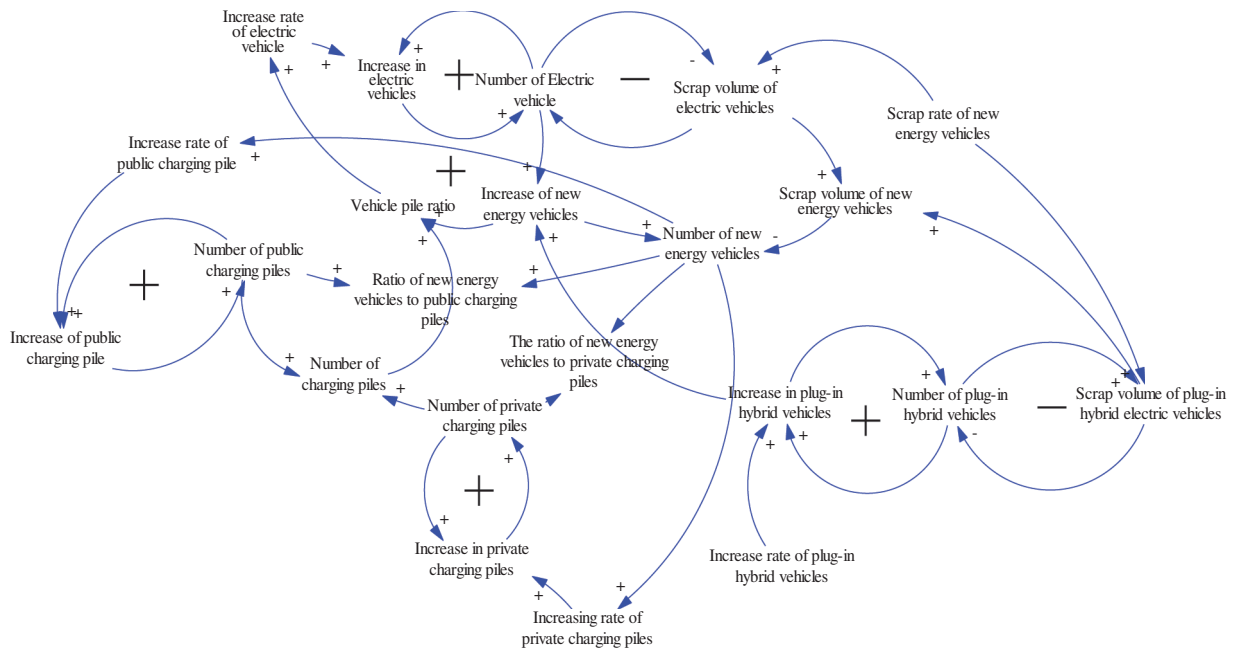 Increase rate
of electric
vehicle
+
+
+
Increase in
electric
vehicles
+
Number of Electric
vehicle
+
—
-
Scrap volume of
electric vehicles
+
Scrap rate of new
energy vehicles
Increase rate of
public charging pile
+
+
+
Vehicle pile ratio
+
+
Increase of new
energy vehicles
+
+
Scrap volume of new
energy vehicles
+
+
-
Number of new
energy vehicles
Number of public
charging piles
+
+
+
Ratio of new energy
vehicles to public charging
piles
+
+
++
Increase of public
charging pile
The ratio of new energy
vehicles to private charging
piles
+
Number of
charging piles
+
Number of private
charging piles
+
Increase in plug-in
hybrid vehicles
+
+
Number of plug-in
hybrid vehicles
+
—
+
+
Scrap volume of plug-in
hybrid electric vehicles
+
+
-
+
+
+
Increase in private
charging piles
Increase rate of plug-in
hybrid vehicles
+
+
Increasing rate of
private charging piles